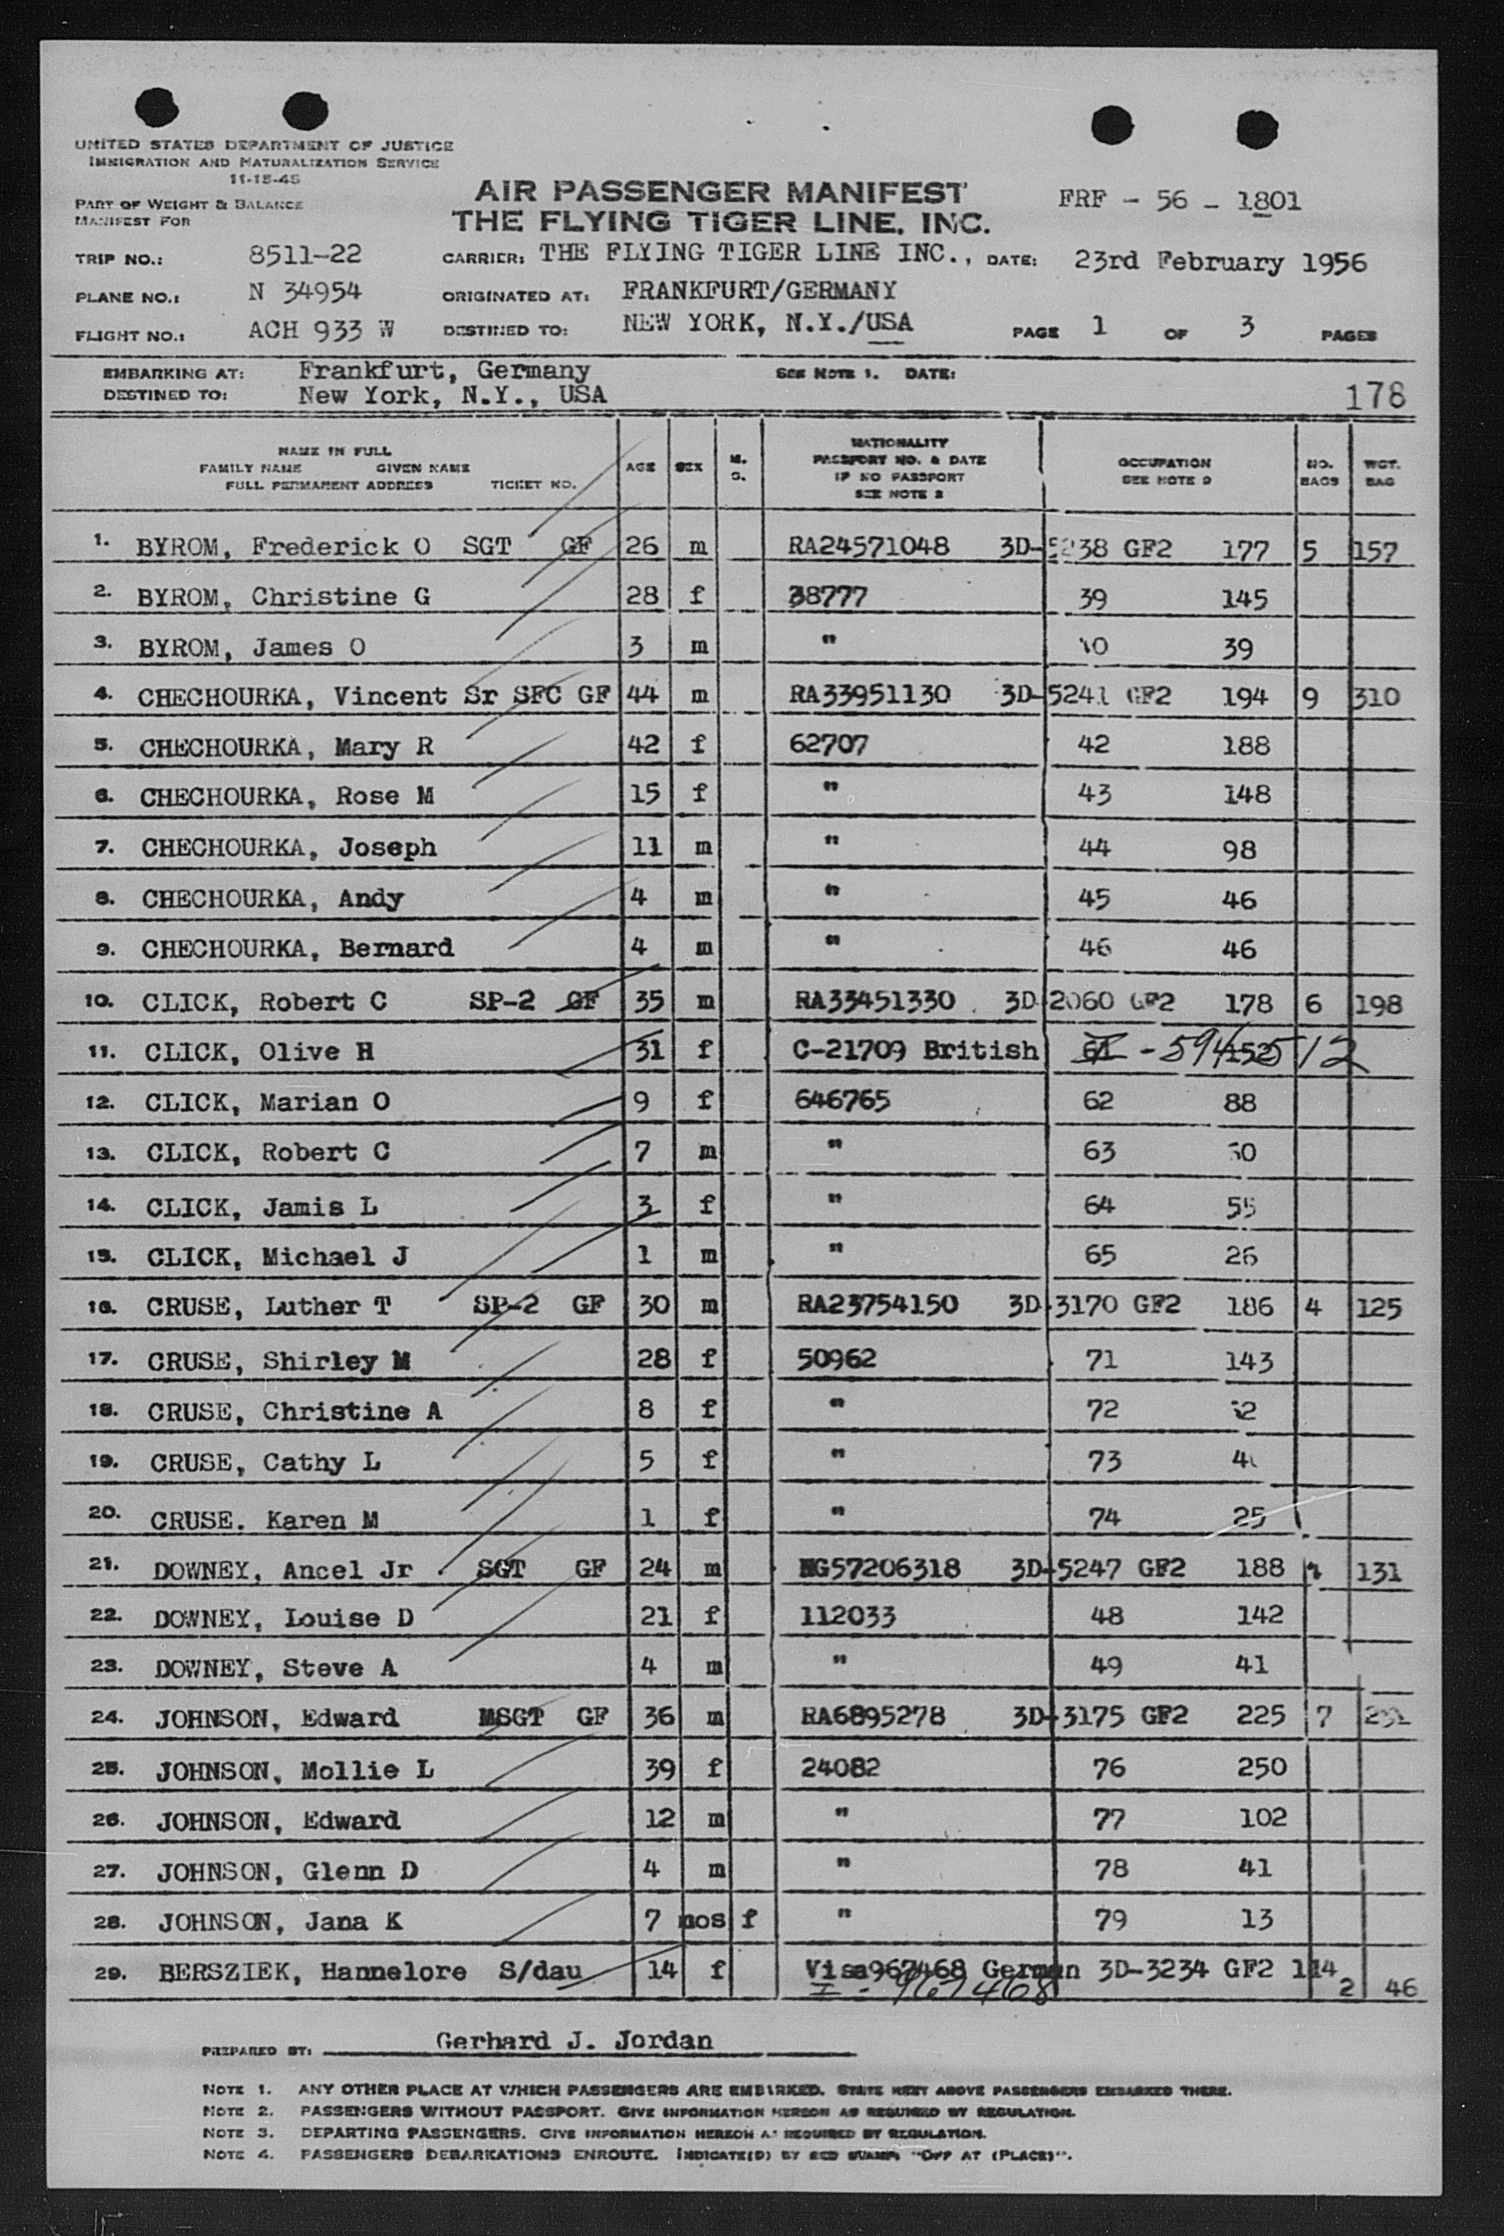 UNITED STATES DEPARTMENT OF JUSTICE
IMMIGRATION AND NATURALIZATION SERVICE
11-15-45
PART OF WEIGHT & BALANCE
MANIFEST FOR
AIR PASSENGER MANIFEST
THE FLYING TIGER LINE. INC.
FRF - 56 - 1801
TRIP NO.: 8511-22 CARRIER: THE FLYING TIGER LINE INC., DATE: 23rd February 1956
PLANE NO.: N 34954 ORIGINATED AT: FRANKFURT/GERMANY
FLIGHT NO.: ACH 933 W DESTINED TO: NEW YORK, N.Y./USA PAGE 1 OF 3 PAGES
EMBARKING AT: Frankfurt, Germany SEE NOTE 1. DATE:
DESTINED TO: New York, N.Y., USA 178
NAME IN FULL
FAMILY NAME GIVEN NAME
FULL PERMANENT ADDRESS TICKET NO. AGE SEX M. S. NATIONALITY PASSPORT NO. & DATE IF NO PASSPORT SEE NOTE 2 OCCUPATION SEE NOTE 2 NO. BAGS WGT. BAG
1. BYROM, Frederick O SGT GF 26 m RA24571048 3D-5238 GF2 177 5 157
2. BYROM, Christine G 28 f 38777 39 145
3. BYROM, James O 3 m " 39
4. CHECHOURKA, Vincent Sr SFC GF 44 m RA33951130 3D-5241 GF2 194 9 310
5. CHECHOURKA, Mary R 42 f 62707 42 188
6. CHECHOURKA, Rose M 15 f " 43 148
7. CHECHOURKA, Joseph 11 m " 44 98
8. CHECHOURKA, Andy 4 m " 45 46
9. CHECHOURKA, Bernard 4 m " 46 46
10. CLICK, Robert C SP-2 GF 35 m RA33451330 3D-2060 GF2 178 6 198
11. CLICK, Olive H 31 f C-21709 British
12. CLICK, Marian O 9 f 646765 62 88
13. CLICK, Robert C 7 m " 63
14. CLICK, Jamis L 3 f " 64 55
15. CLICK, Michael J 1 m " 65 26
16. CRUSE, Luther T SP-2 GF 30 m RA23754150 3D-3170 GF2 186 4 125
17. CRUSE, Shirley M 28 f 50962 71 143
18. CRUSE, Christine A 8 f " 72
19. CRUSE, Cathy L 5 f " 73
20. CRUSE. Karen M 1 f " 74 25
21. DOWNEY, Ancel Jr SGT GF 24 m NG57206318 3D-5247 GF2 188 131
22. DOWNEY, Louise D 21 f 112033 48 142
23. DOWNEY, Steve A 4 m " 49 41
24. JOHNSON, Edward MSGT GF 36 m RA6895278 3D-3175 GF2 225 7
25. JOHNSON, Mollie L 39 f 24082 76 250
26. JOHNSON, Edward 12 m " 77 102
27. JOHNSON, Glenn D 4 m " 78 41
28. JOHNSON, Jana K 7 mos f " 79 13
29. BERSZIEK, Hannelore S/dau 14 f Visa967468 German 3D-3234 GF2 114 2 46
I - 967468
PREPARED BY: Gerhard J. Jordan
NOTE 1. ANY OTHER PLACE AT WHICH PASSENGERS ARE EMBARKED. STATE NEXT ABOVE PASSENGERS EMBARKED THERE.
NOTE 2. PASSENGERS WITHOUT PASSPORT. GIVE INFORMATION HEREON AS REQUIRED BY REGULATION.
NOTE 3. DEPARTING PASSENGERS. GIVE INFORMATION HEREON AS REQUIRED BY REGULATION.
NOTE 4. PASSENGERS DEBARKATIONS ENROUTE. INDICATE(D) BY RED STAMP, "OFF AT (PLACE)".